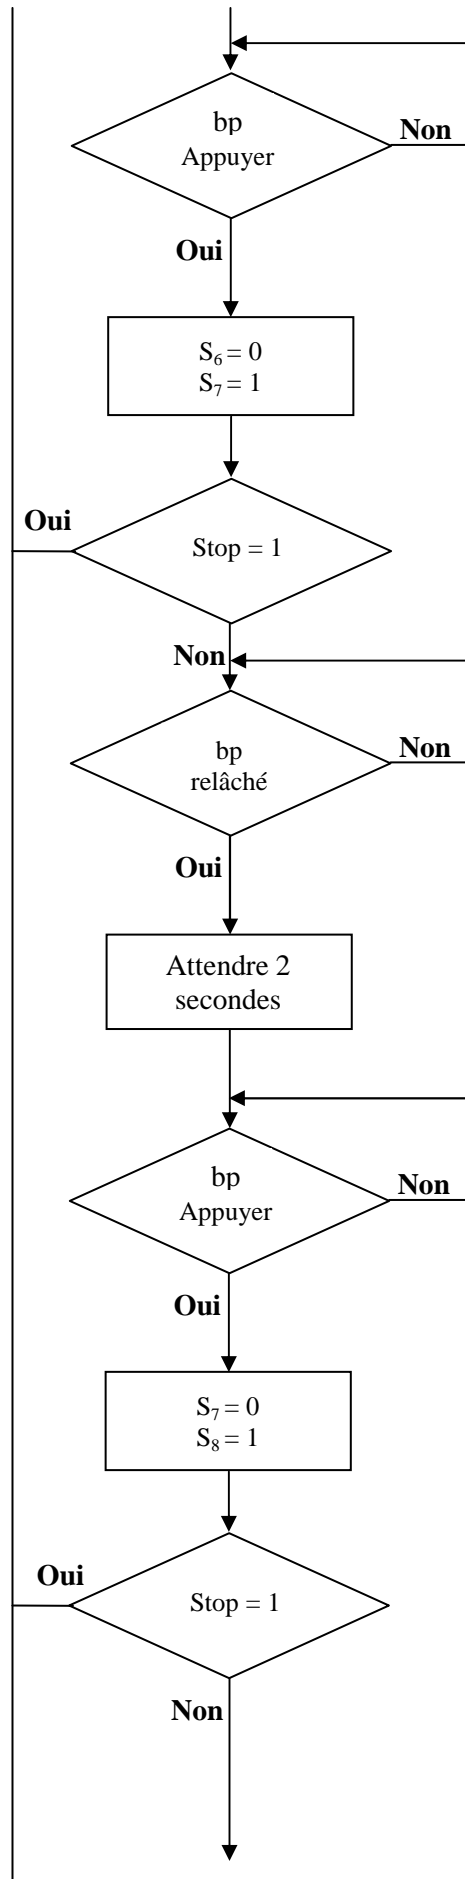 bp
Appuyer
Non
Oui
S₆ = 0
S₇ = 1
Oui
Stop = 1
Non
bp
relâché
Non
Oui
Attendre 2
secondes
bp
Appuyer
Non
Oui
S₇ = 0
S₈ = 1
Oui
Stop = 1
Non